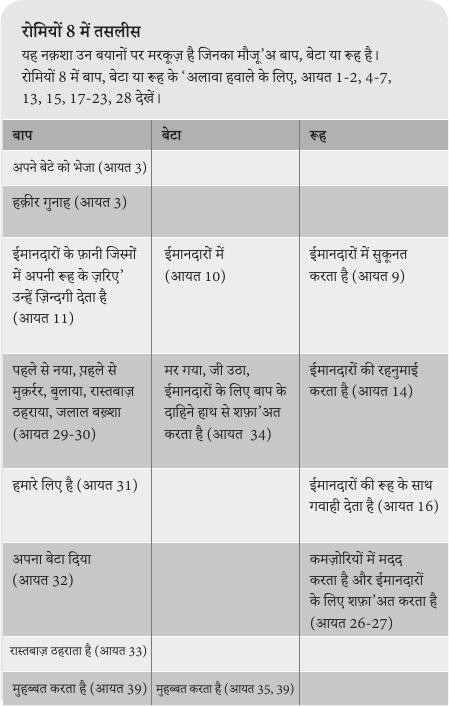 रोमियों 8 में तसलीस
यह नक़शा उन बयानों पर मरकूज़ है जिनका मौजू'अ बाप, बेटा या रूह है।
रोमियों 8 में बाप, बेटा या रूह के 'अलावा हवाले के लिए, आयत 1-2, 4-7,
13, 15, 17-23, 28 देखें।
बाप बेटा रूह
अपने बेटे को भेजा (आयत 3)
हक़ीर गुनाह (आयत 3)
ईमानदारों के फ़ानी जिस्मों
में अपनी रूह के ज़रिए'
उन्हें ज़िन्दगी देता है
(आयत 11)
ईमानदारों में
(आयत 10)
ईमानदारों में सुकूनत
करता है (आयत 9)
पहले से नया, प़हले से
मुक़र्रर, बुलाया, रास्तबाज़
ठहराया, जलाल बख़्शा
(आयत 29-30)
मर गया, जी उठा,
ईमानदारों के लिए बाप के
दाहिने हाथ से शफ़ा'अत
करता है (आयत 34)
ईमानदारों की रहनुमाई
करता है (आयत 14)
हमारे लिए है (आयत 31)
ईमानदारों की रूह के साथ
गवाही देता है (आयत 16)
अपना बेटा दिया
(आयत 32)
कमज़ोरियों में मदद
करता है और ईमानदारों
के लिए शफ़ा'अत करता है
(आयत 26-27)
रास्तबाज़ ठहराता है (आयत 33)
मुहब्बत करता है (आयत 39)
मुहब्बत करता है (आयत 35, 39)